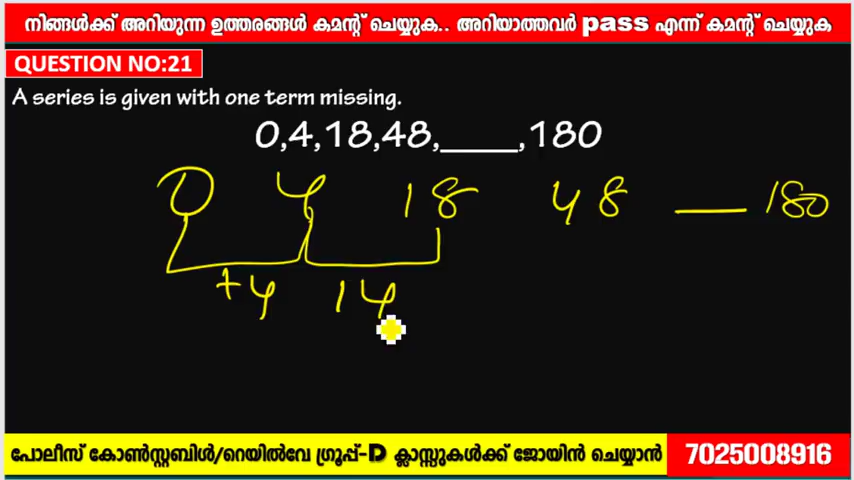 നിങ്ങൾക്ക് അറിയുന്ന ഉത്തരങ്ങൾ കമന്റ് ചെയ്യുക.. അറിയാത്തവർ pass എന്ന് കമന്റ് ചെയ്യുക
QUESTION NO:21
A series is given with one term missing.
0,4,18,48,____,180
0 4 18 48 __ 180
+4 14
പോലീസ് കോൺസ്റ്റബിൾ/റെയിൽവേ ഗ്രൂപ്പ്-D ക്ലാസ്സുകൾക്ക് ജോയിൻ ചെയ്യാൻ 7025008916